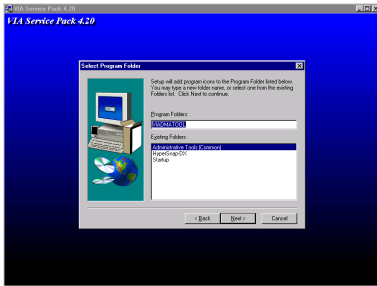 VIA Service Pack 4.20
VIA Service Pack 4.20
Select Program Folder
Setup will add program icons to the Program Folder listed below.
You may type a new folder name, or select one from the existing
Folders list. Click Next to continue.
Program Folders:
VIADMATOOL
Existing Folders:
Administrative Tools (Common)
HyperSnap-DX
Startup
< Back
Next >
Cancel